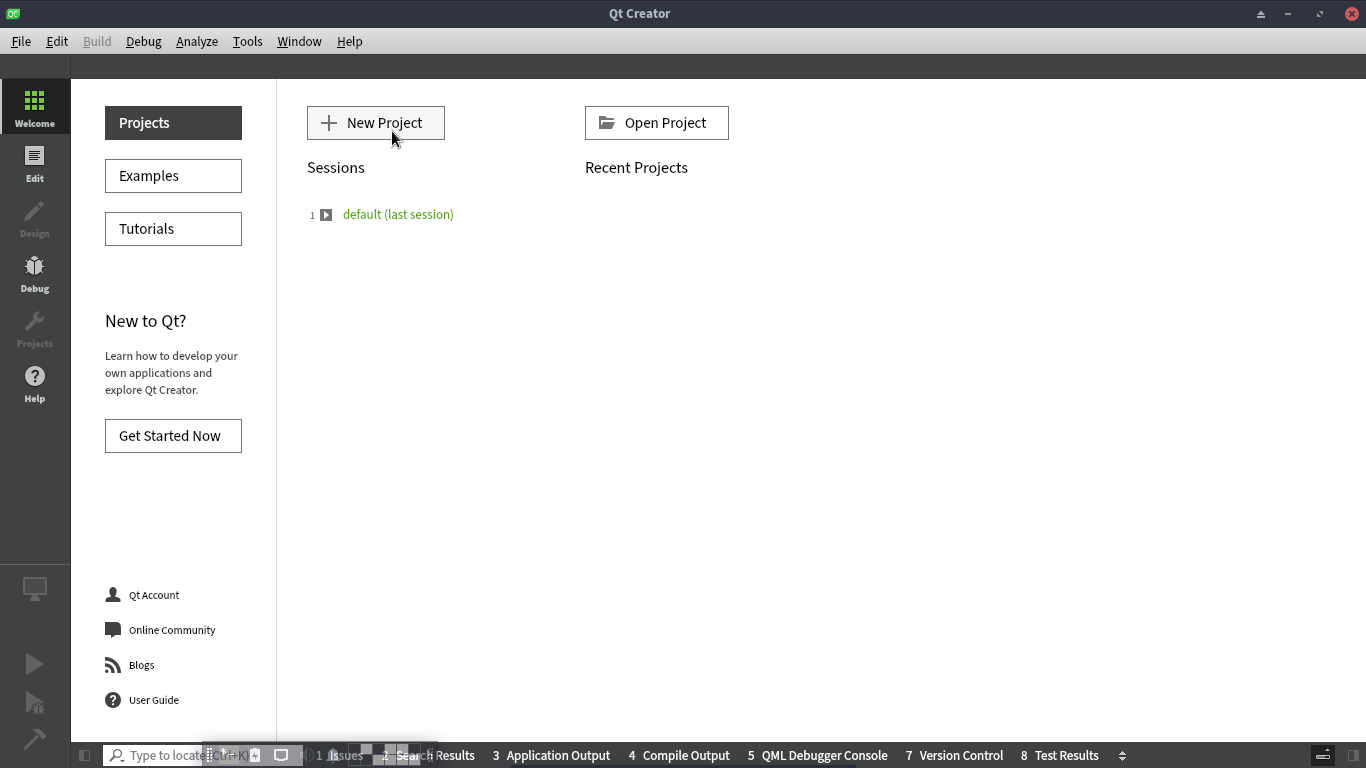 QC
Qt Creator
File Edit Build Debug Analyze Tools Window Help
Welcome
Edit
Design
Debug
Projects
Help
Projects
Examples
Tutorials
New to Qt?
Learn how to develop your
own applications and
explore Qt Creator.
Get Started Now
Qt Account
Online Community
Blogs
User Guide
New Project
Sessions
1 default (last session)
Open Project
Recent Projects
Type to locate (Ctrl+K) 1 Issues 2 Search Results 3 Application Output 4 Compile Output 5 QML Debugger Console 7 Version Control 8 Test Results